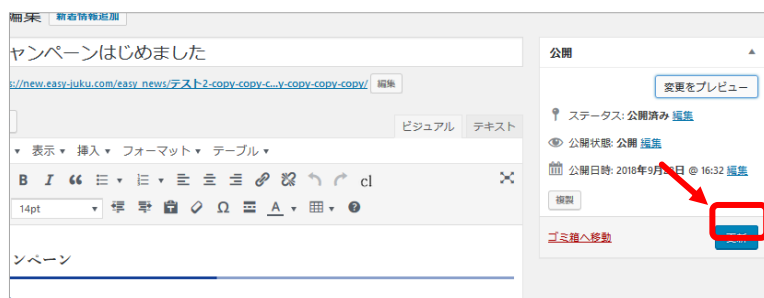 編集 新着情報追加
ャンペーンはじめました
s://new.easy-juku.com/easy_news/テスト2-copy-copy-c...y-copy-copy-copy/ 編集
ビジュアル テキスト
表示 挿入 フォーマット テーブル
B I cl
14pt
ンペーン
公開
変更をプレビュー
ステータス: 公開済み 編集
公開状態: 公開 編集
公開日時: 2018年9月 日 @ 16:32 編集
複製
ゴミ箱へ移動 更新